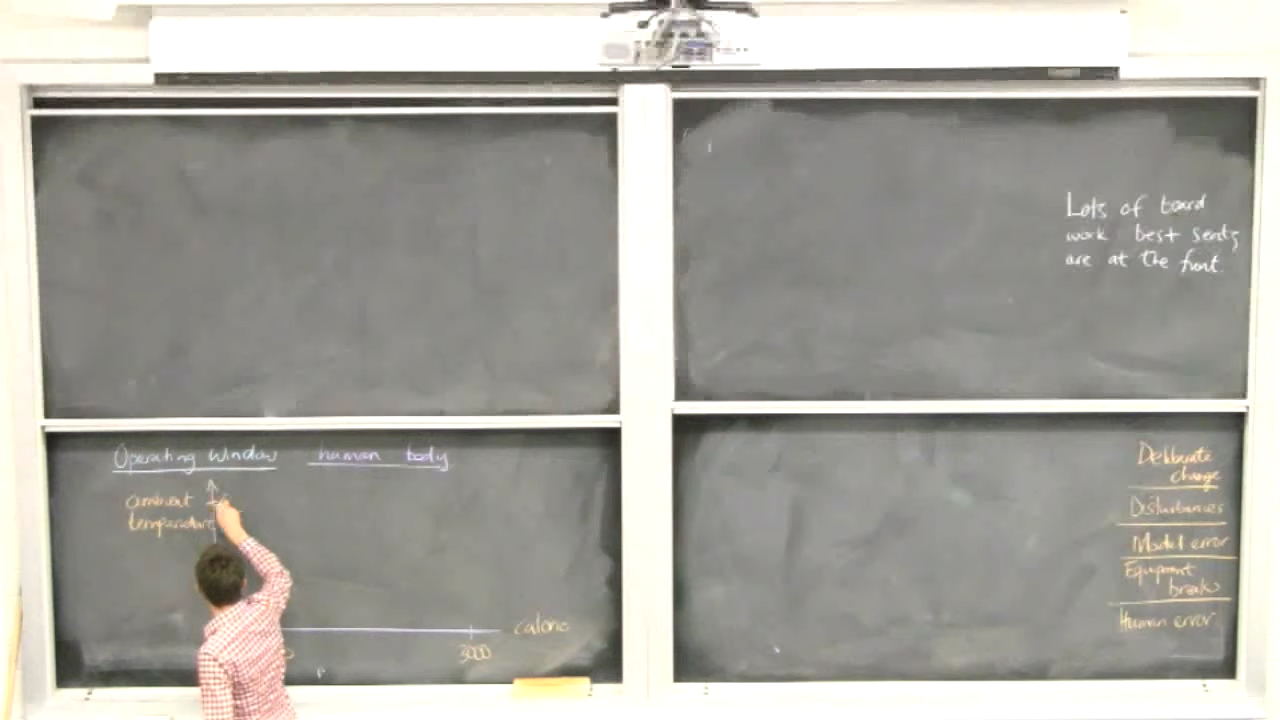 Lots of board
work best seats
are at the front.
Operating Window human body
ambient
temperature
caloric
3000
Deliberate
change
Disturbances
Model error
Equipment
breaks
Human error